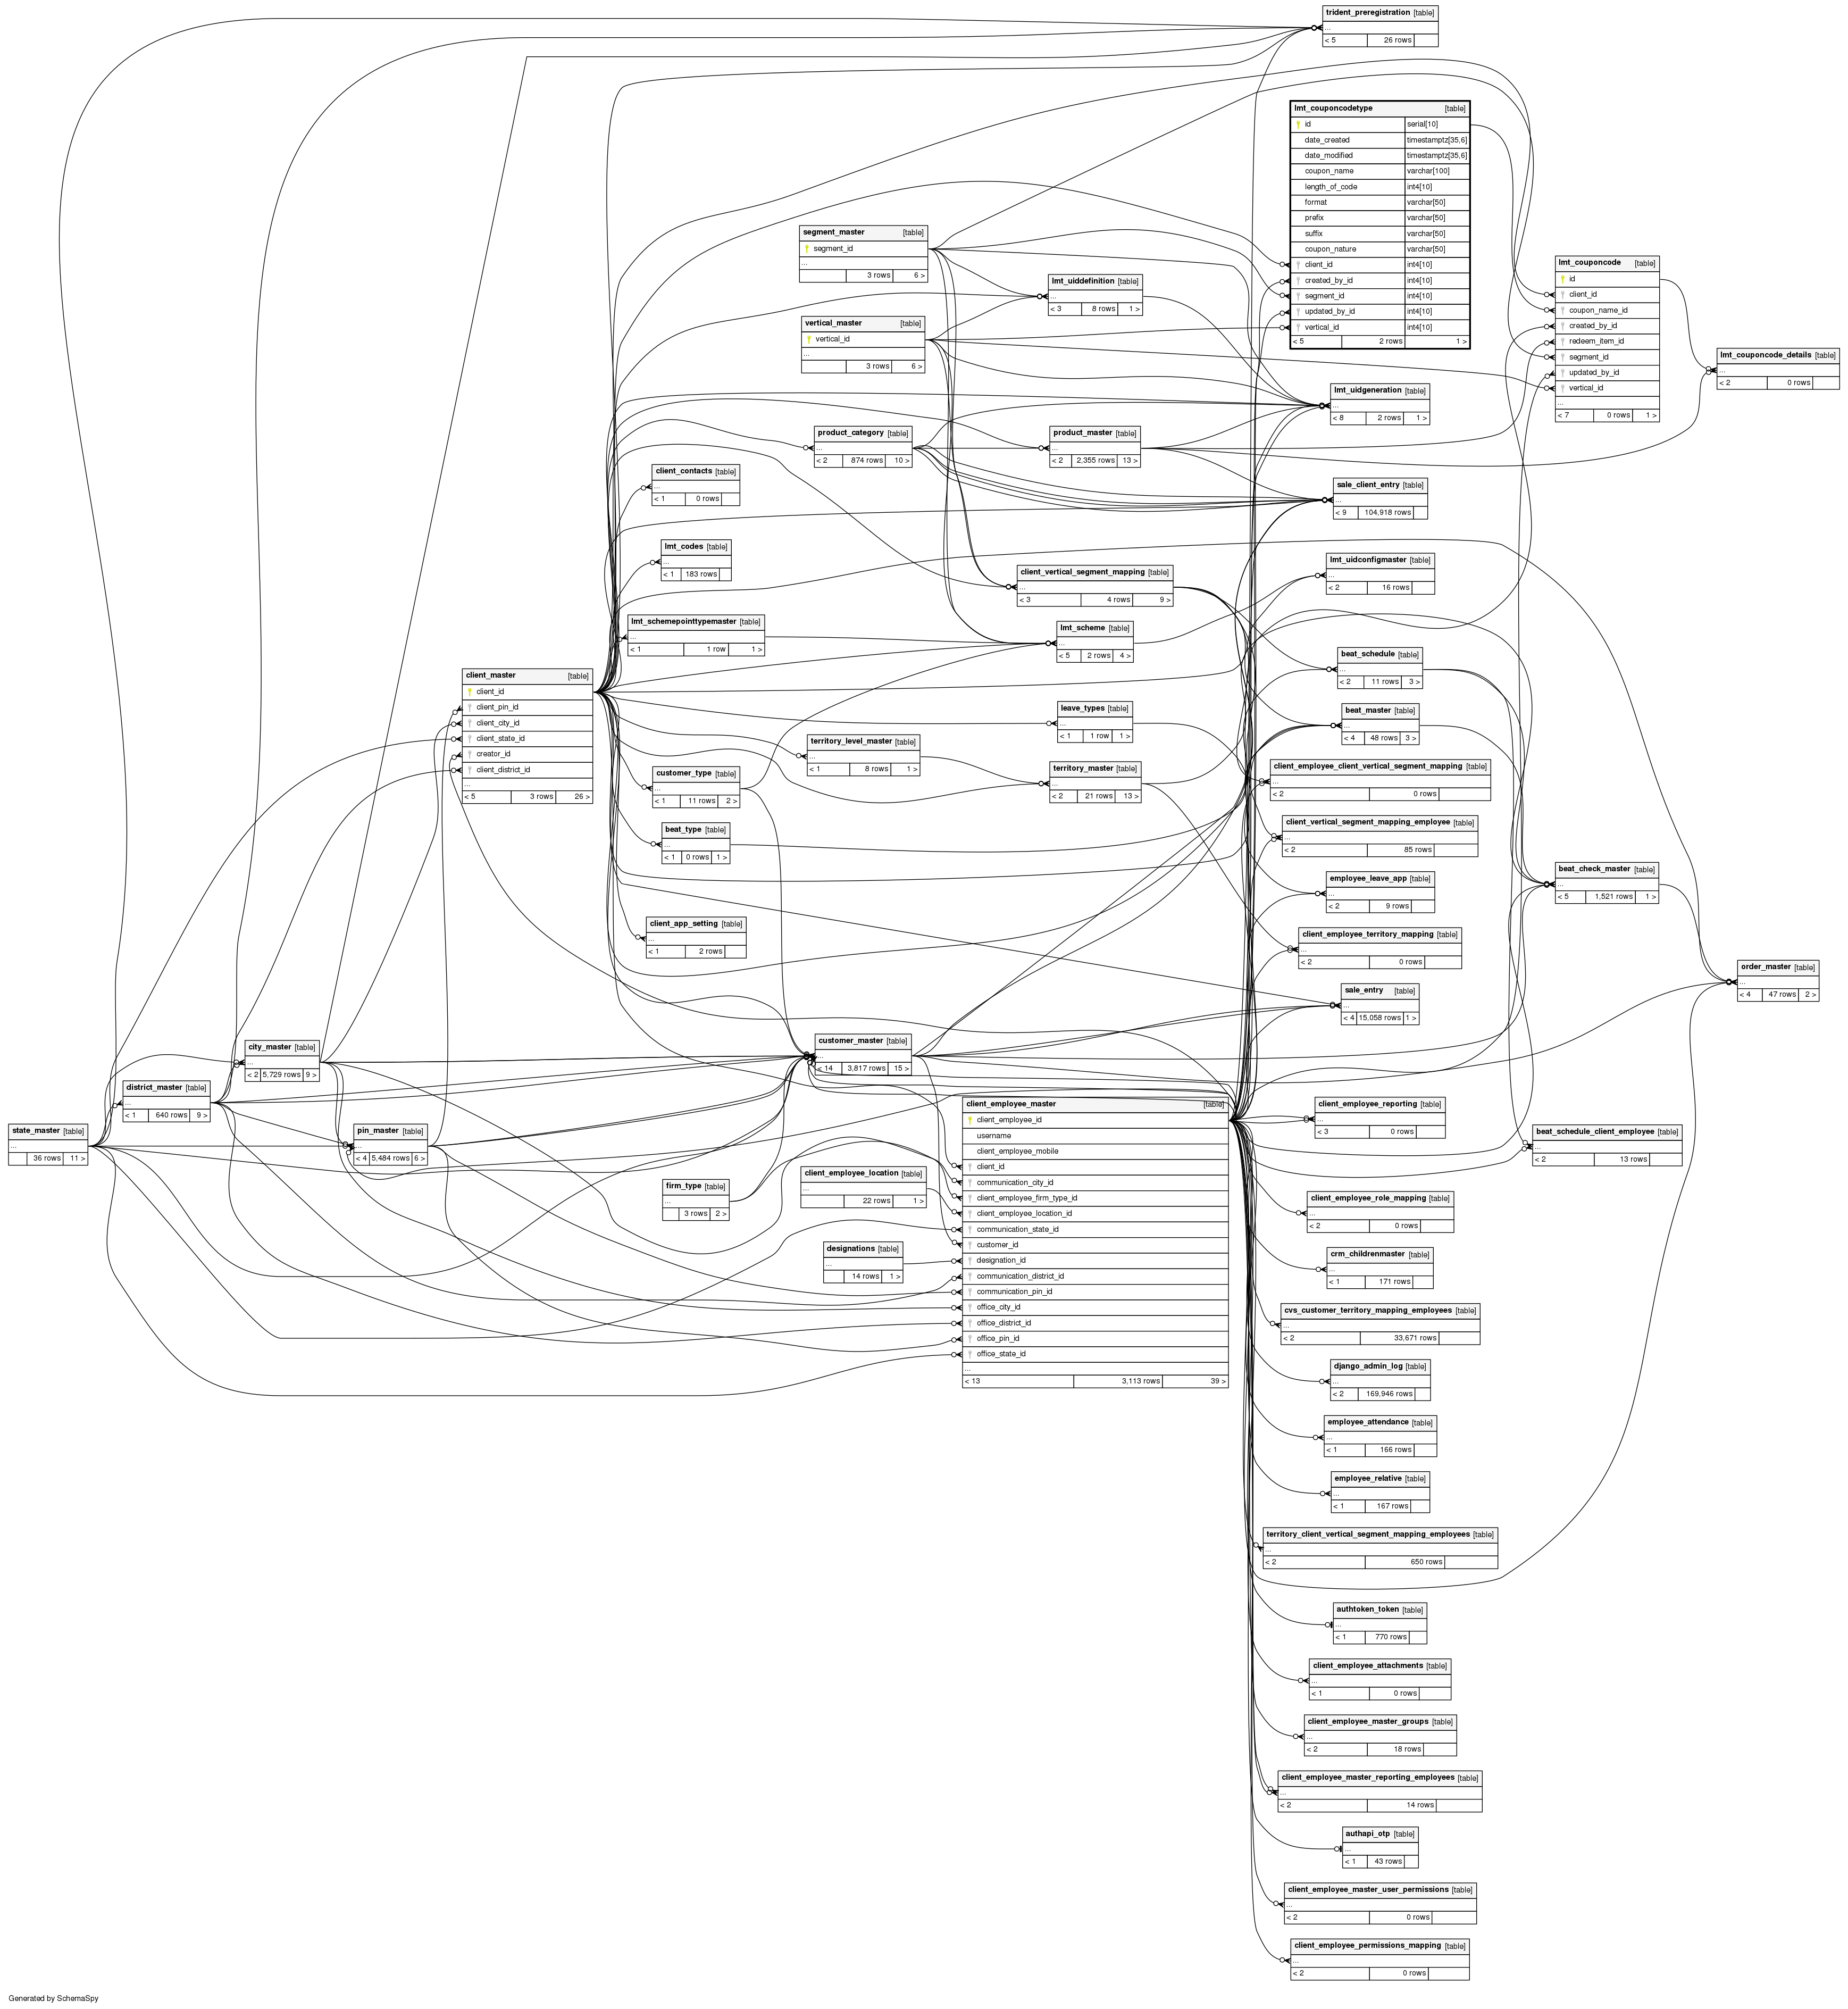 trident_preregistration [table]
...
< 5 26 rows
lmt_couponcodetype [table]
id serial[10]
date_created timestamptz[35,6]
date_modified timestamptz[35,6]
coupon_name varchar[100]
length_of_code int4[10]
format varchar[50]
prefix varchar[50]
suffix varchar[50]
coupon_nature varchar[50]
client_id int4[10]
created_by_id int4[10]
segment_id int4[10]
updated_by_id int4[10]
vertical_id int4[10]
< 5 2 rows 1 >
segment_master [table]
segment_id
...
3 rows 6 >
lmt_couponcode [table]
id
client_id
coupon_name_id
created_by_id
redeem_item_id
segment_id
updated_by_id
vertical_id
...
< 7 0 rows 1 >
lmt_uiddefinition [table]
...
< 3 8 rows 1 >
vertical_master [table]
vertical_id
...
3 rows 6 >
lmt_couponcode_details [table]
...
< 2 0 rows
lmt_uidgeneration [table]
...
< 8 2 rows 1 >
product_category [table]
...
< 2 874 rows 10 >
product_master [table]
...
< 2 2,355 rows 13 >
client_contacts [table]
...
< 1 0 rows
sale_client_entry [table]
...
< 9 104,918 rows
lmt_codes [table]
...
< 1 183 rows
lmt_uidconfigmaster [table]
...
< 2 16 rows
client_vertical_segment_mapping [table]
...
< 3 4 rows 9 >
lmt_schemepointtypemaster [table]
...
< 1 1 row 1 >
lmt_scheme [table]
...
< 5 2 rows 4 >
beat_schedule [table]
...
< 2 11 rows 3 >
client_master [table]
client_id
client_pin_id
client_city_id
client_state_id
creator_id
client_district_id
...
< 5 3 rows 26 >
leave_types [table]
...
< 1 1 row 1 >
beat_master [table]
...
< 4 48 rows 3 >
territory_level_master [table]
...
< 1 8 rows 1 >
customer_type [table]
...
< 1 11 rows 2 >
territory_master [table]
...
< 2 21 rows 13 >
client_employee_client_vertical_segment_mapping [table]
...
< 2 0 rows
beat_type [table]
...
< 1 0 rows 1 >
client_vertical_segment_mapping_employee [table]
...
< 2 85 rows
beat_check_master [table]
...
< 5 1,521 rows 1 >
employee_leave_app [table]
...
< 2 9 rows
client_app_setting [table]
...
< 1 2 rows
client_employee_territory_mapping [table]
...
< 2 0 rows
order_master [table]
...
< 4 47 rows 2 >
sale_entry [table]
...
< 4 15,058 rows 1 >
city_master [table]
...
< 2 5,729 rows 9 >
customer_master [table]
...
< 14 3,817 rows 15 >
district_master [table]
...
< 1 640 rows 9 >
state_master [table]
...
36 rows 11 >
pin_master [table]
...
< 4 5,484 rows 6 >
client_employee_master [table]
client_employee_id
username
client_employee_mobile
client_id
communication_city_id
client_employee_firm_type_id
client_employee_location_id
communication_state_id
customer_id
designation_id
communication_district_id
communication_pin_id
office_city_id
office_district_id
office_pin_id
office_state_id
...
< 13 3,113 rows 39 >
client_employee_reporting [table]
...
< 3 0 rows
beat_schedule_client_employee [table]
...
< 2 13 rows
firm_type [table]
...
3 rows 2 >
client_employee_location [table]
...
22 rows 1 >
client_employee_role_mapping [table]
...
< 2 0 rows
designations [table]
...
14 rows 1 >
crm_childrenmaster [table]
...
< 1 171 rows
cvs_customer_territory_mapping_employees [table]
...
< 2 33,671 rows
django_admin_log [table]
...
< 2 169,946 rows
employee_attendance [table]
...
< 1 166 rows
employee_relative [table]
...
< 1 167 rows
territory_client_vertical_segment_mapping_employees [table]
...
< 2 650 rows
authtoken_token [table]
...
< 1 770 rows
client_employee_attachments [table]
...
< 1 0 rows
client_employee_master_groups [table]
...
< 2 18 rows
client_employee_master_reporting_employees [table]
...
< 2 14 rows
authapi_otp [table]
...
< 1 43 rows
client_employee_master_user_permissions [table]
...
< 2 0 rows
client_employee_permissions_mapping [table]
...
< 2 0 rows
Generated by SchemaSpy